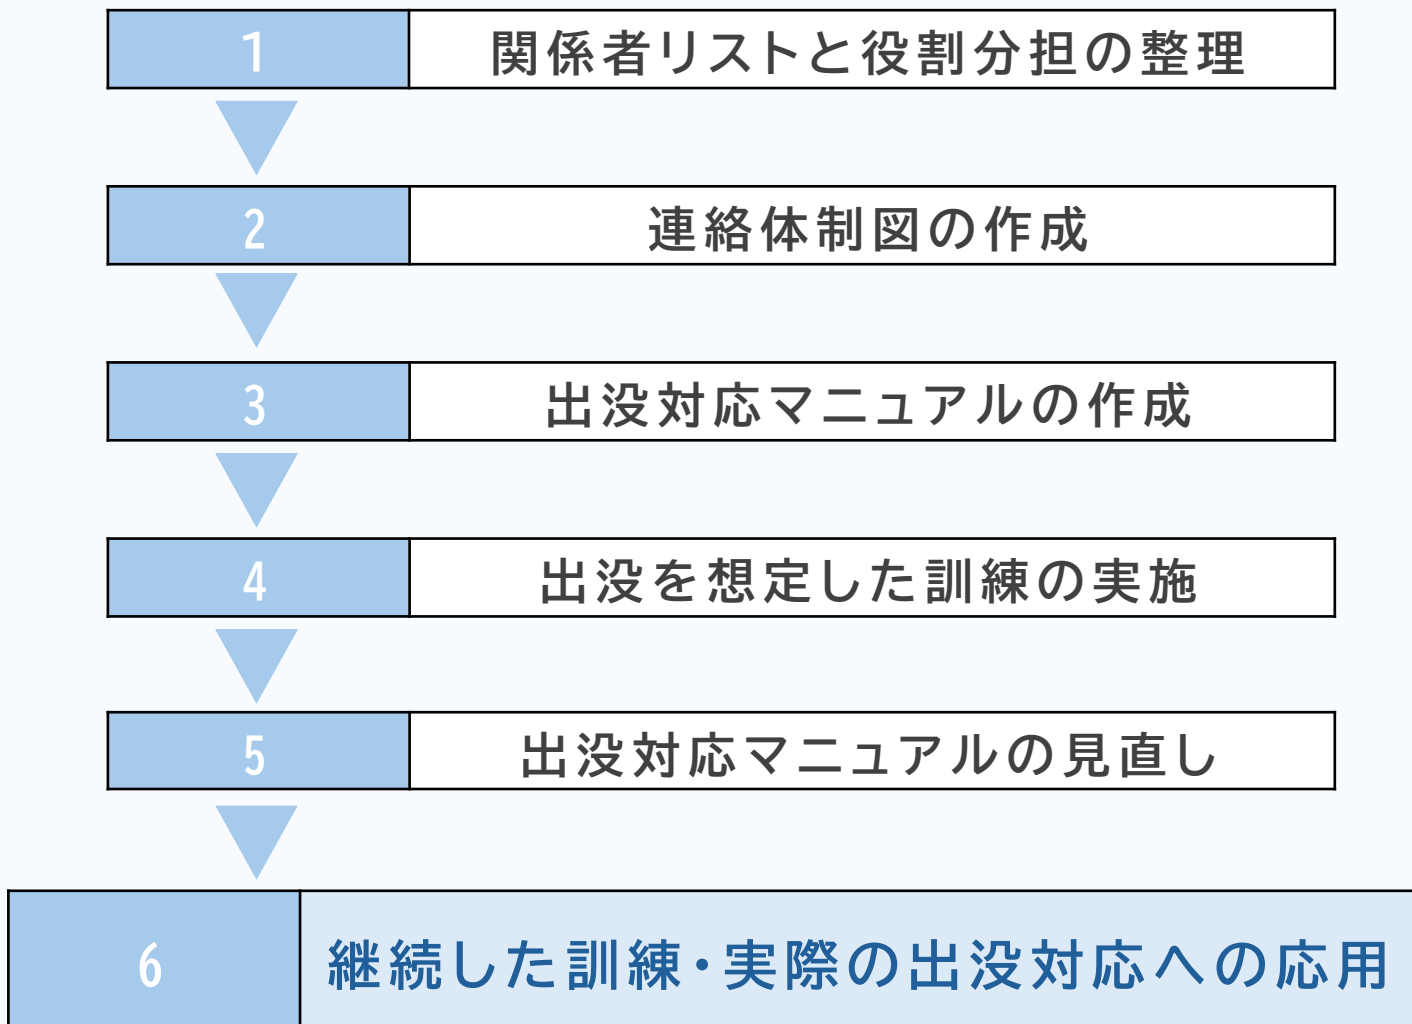 1 関係者リストと役割分担の整理
2 連絡体制図の作成
3 出没対応マニュアルの作成
4 出没を想定した訓練の実施
5 出没対応マニュアルの見直し
6 継続した訓練・実際の出没対応への応用